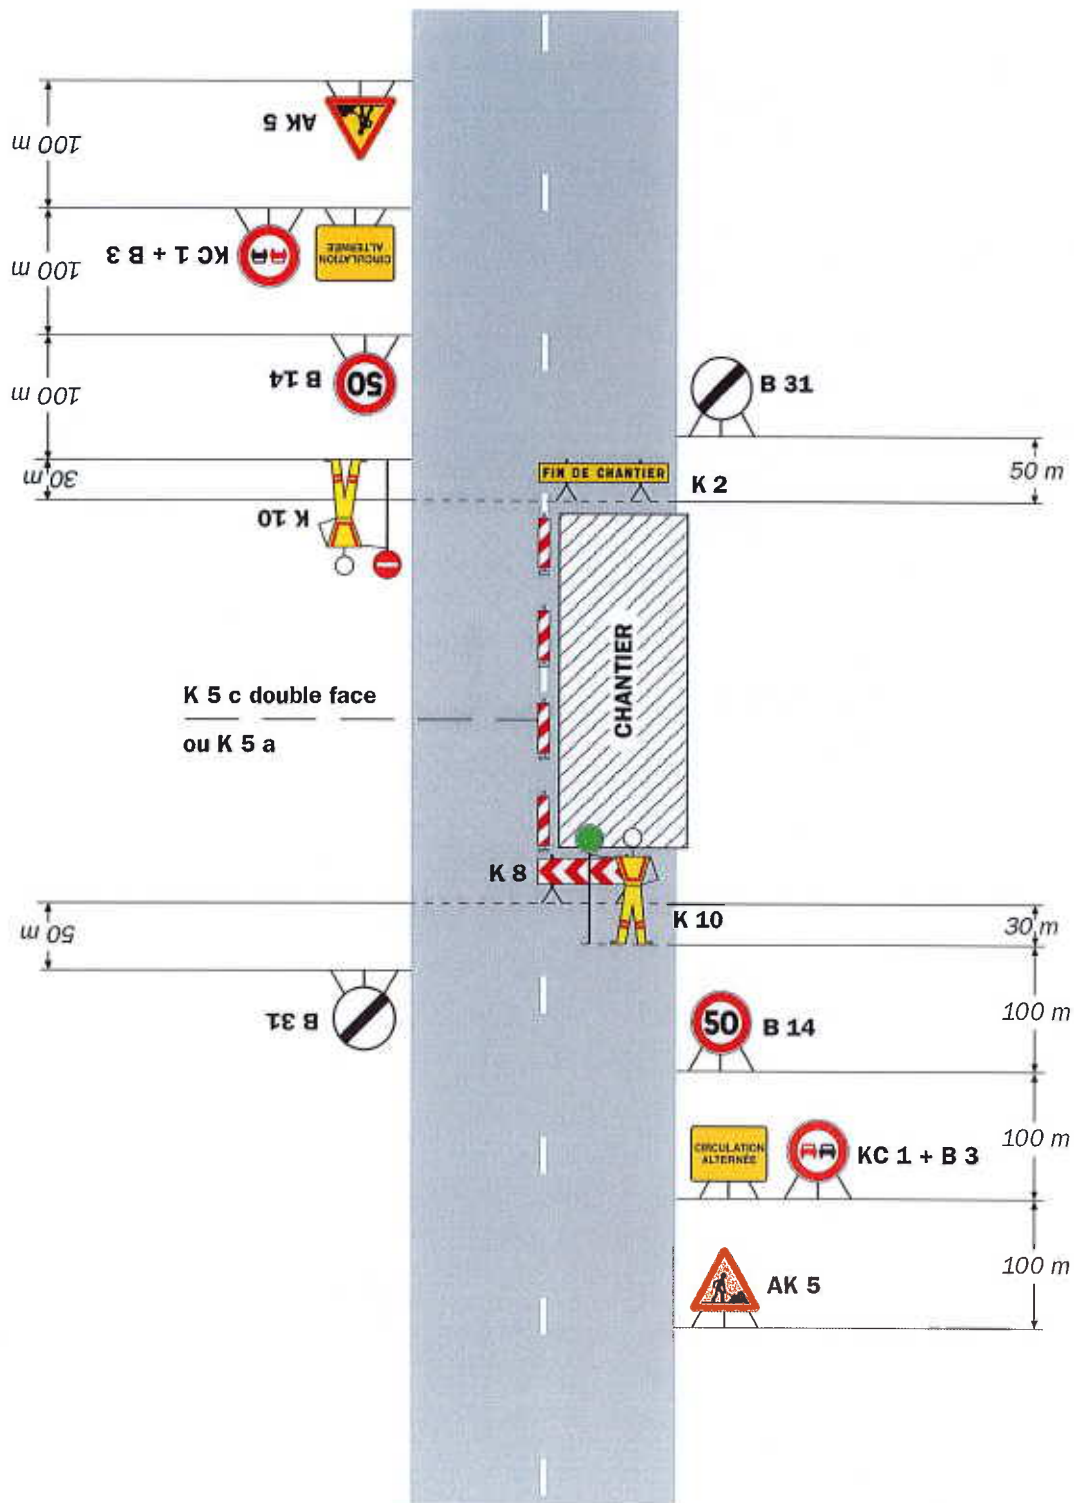 AK 5
100 m
KC 1 + B 3
CIRCULATION
ALTERNÉE
100 m
B 14
50
100 m
B 31
30 m
K 10
FIN DE CHANTIER
K 2
50 m
CHANTIER
K 5 c double face
ou K 5 a
K 8
K 10
50 m
30 m
B 31
50
B 14
100 m
CIRCULATION
ALTERNÉE
KC 1 + B 3
100 m
AK 5
100 m